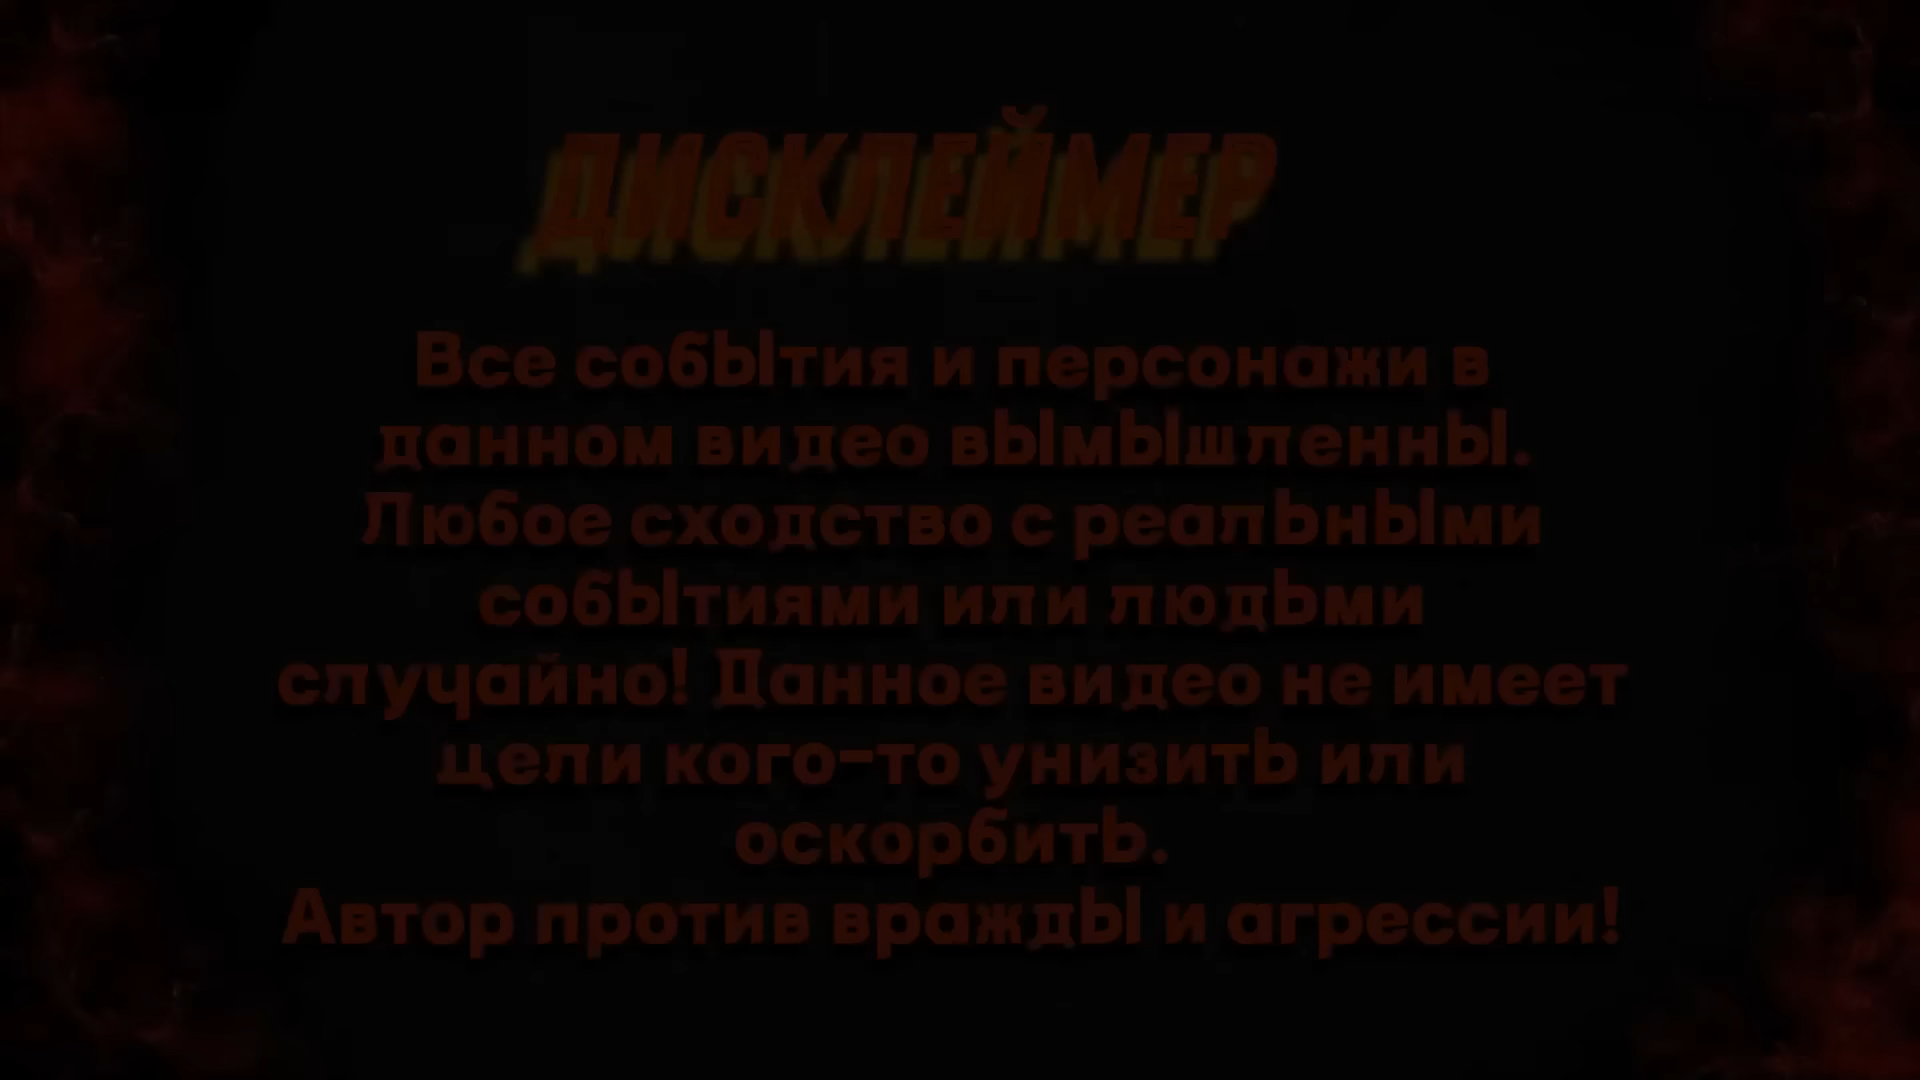 ДИСКЛЕЙМЕР
Все события и персонажи в
данном видео вымышленны.
Любое сходство с реальными
событиями или людьми
случайно! Данное видео не имеет
цели кого-то унизить или
оскорбить.
Автор против вражды и агрессии!